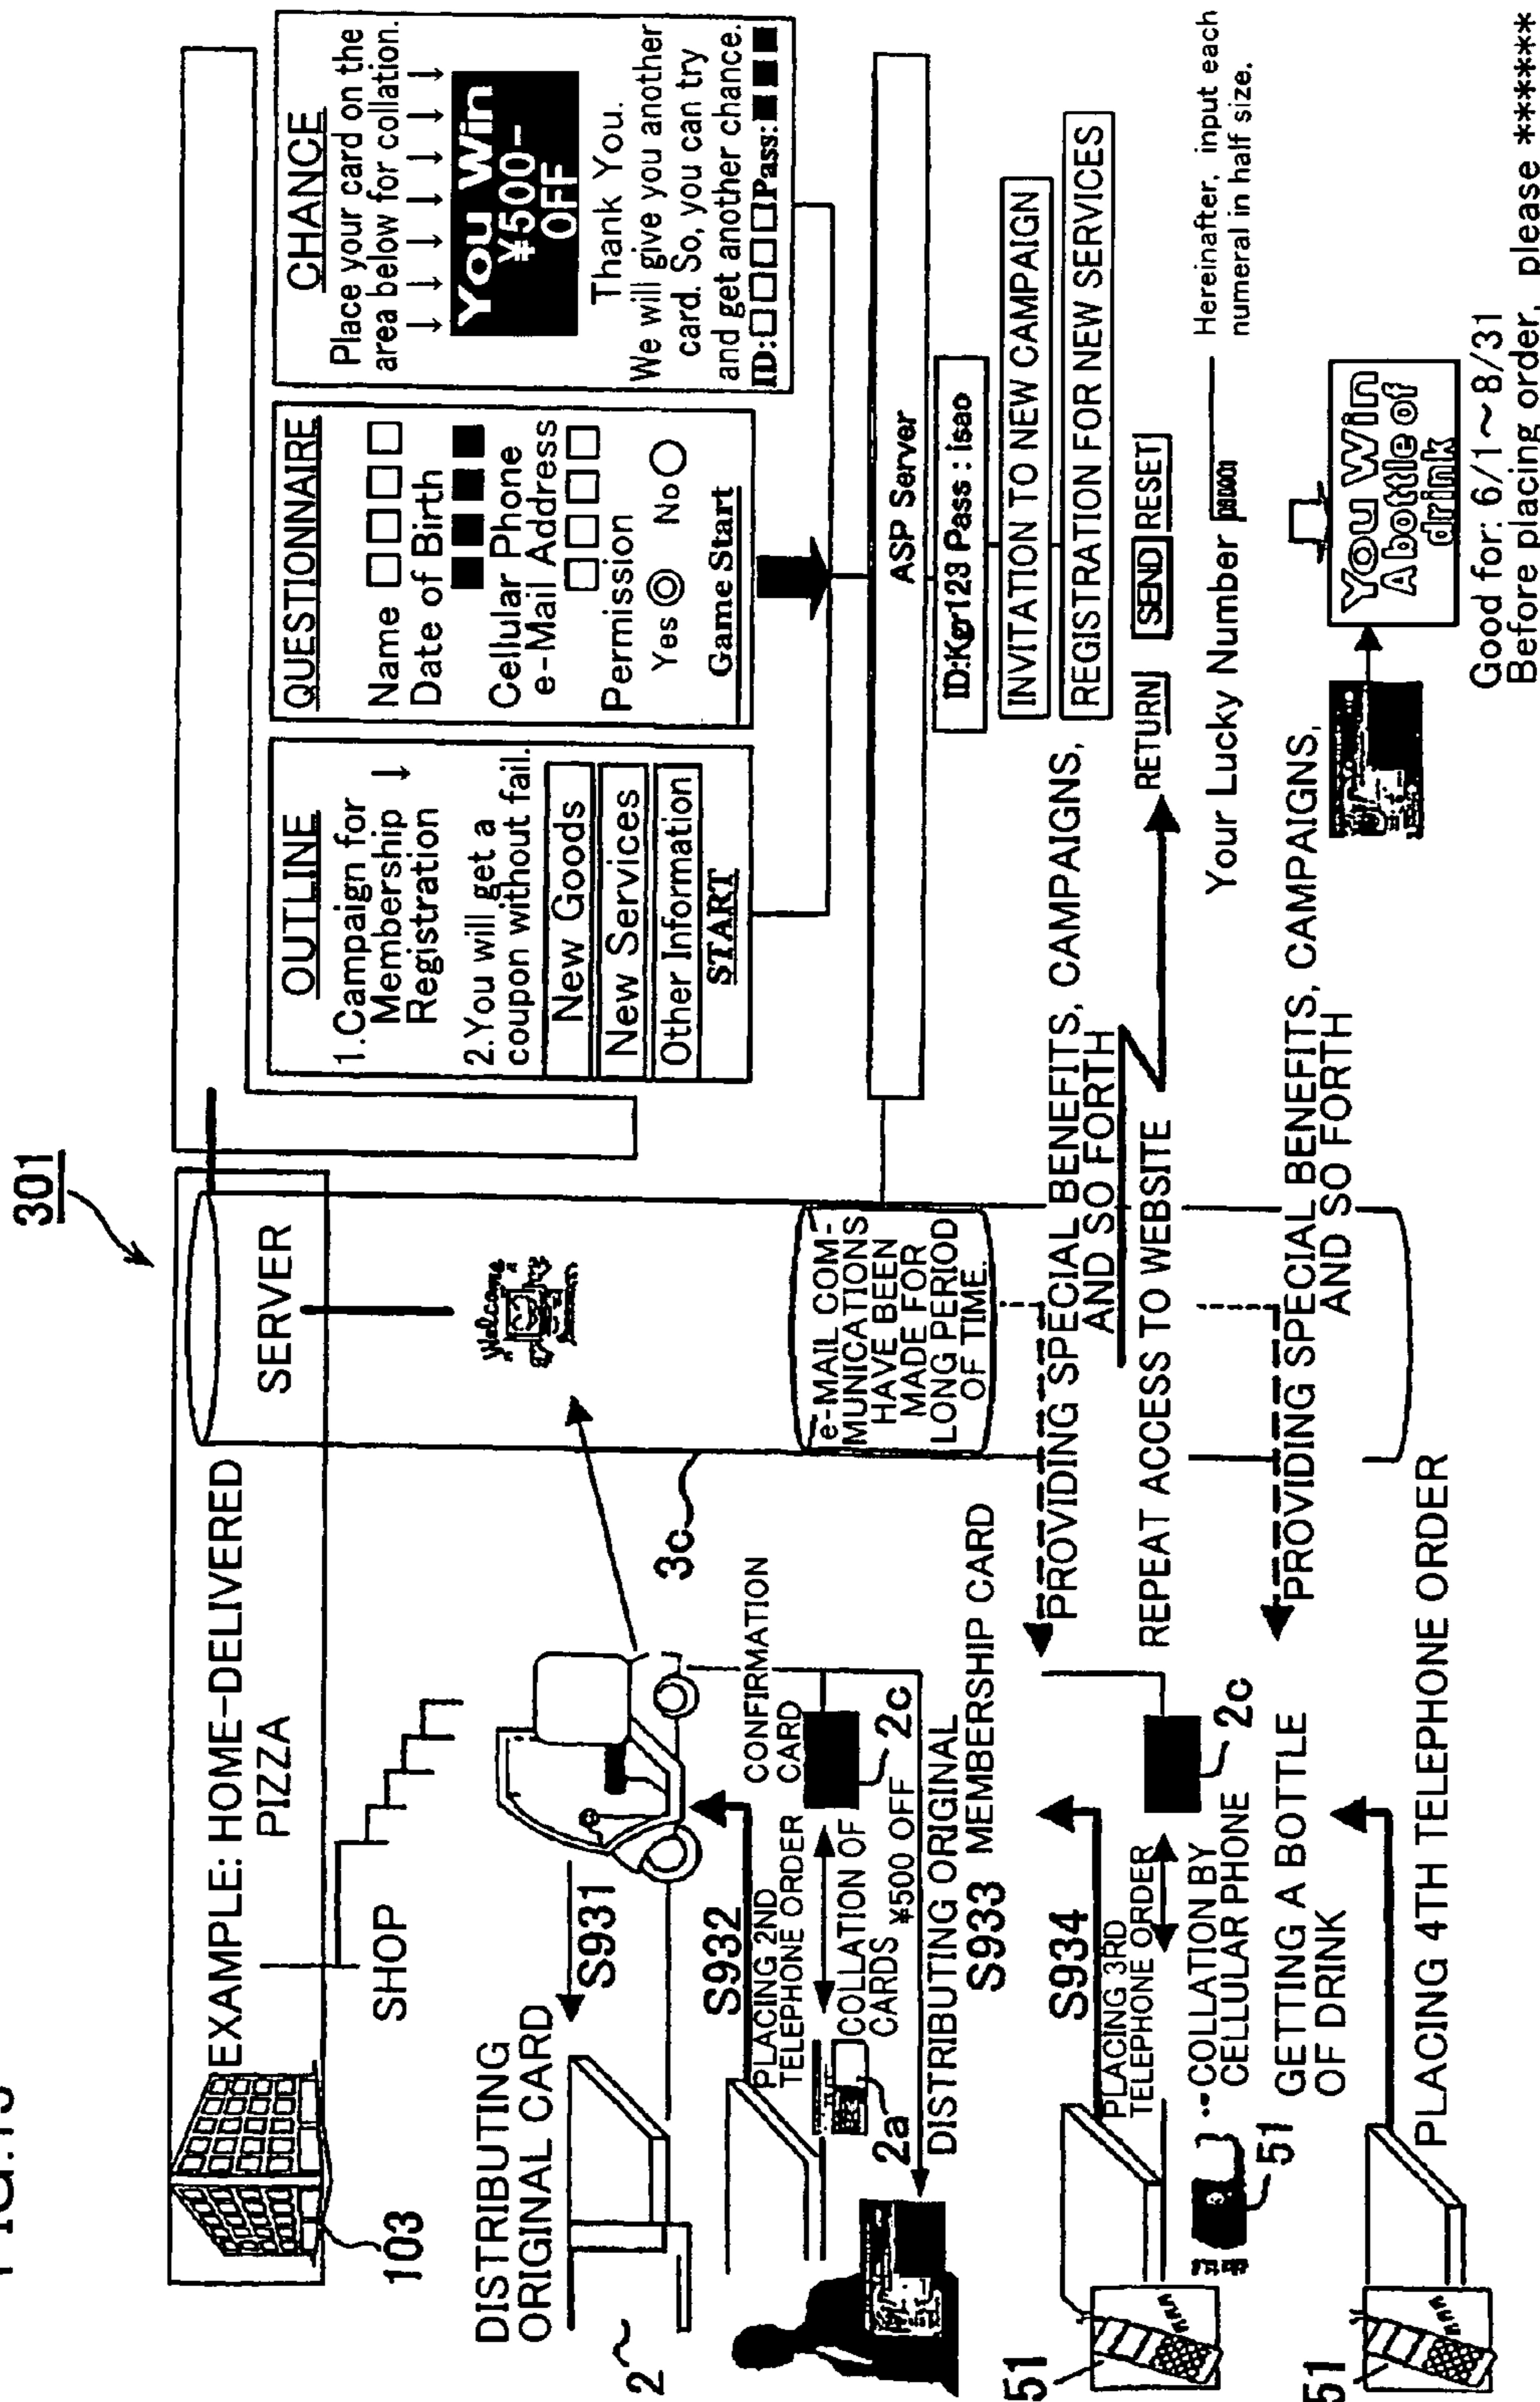 301
EXAMPLE: HOME-DELIVERED
PIZZA
SERVER
103
SHOP
Welcome
OUTLINE
1.Campaign for
Membership ↓
Registration
2.You will get a
coupon without fail.
New Goods
New Services
Other Information
START
QUESTIONNAIRE
Name □□□□
Date of Birth
■■■■
Cellular Phone
e-Mail Address
□□□□
Permission
Yes ◎ No ○
Game Start
CHANCE
Place your card on the
area below for collation.
↓ ↓ ↓ ↓ ↓ ↓ ↓
You Win
¥500-
OFF
Thank You.
We will give you another
card. So, you can try
and get another chance.
ID:□□□□Pass:■■■
ASP Server
ID:Kgr123 Pass : isao
INVITATION TO NEW CAMPAIGN
REGISTRATION FOR NEW SERVICES
DISTRIBUTING
ORIGINAL CARD
S931
2
3c
e-MAIL COM-
MUNICATIONS
HAVE BEEN
MADE FOR
LONG PERIOD
OF TIME.
S932
PLACING 2ND
TELEPHONE ORDER
CONFIRMATION
CARD
2a
COLLATION OF
CARDS ¥500 OFF
2c
DISTRIBUTING ORIGINAL
S933 MEMBERSHIP CARD
PROVIDING SPECIAL BENEFITS, CAMPAIGNS,
AND SO FORTH
S934
PLACING 3RD
TELEPHONE ORDER
REPEAT ACCESS TO WEBSITE
RETURN SEND RESET
Your Lucky Number
Hereinafter, input each
numeral in half size.
51
51
COLLATION BY
CELLULAR PHONE
2c
GETTING A BOTTLE
OF DRINK
PROVIDING SPECIAL BENEFITS, CAMPAIGNS,
AND SO FORTH
You Win
A bottle of
drink
Good for: 6/1~8/31
Before placing order, please ******
51
PLACING 4TH TELEPHONE ORDER